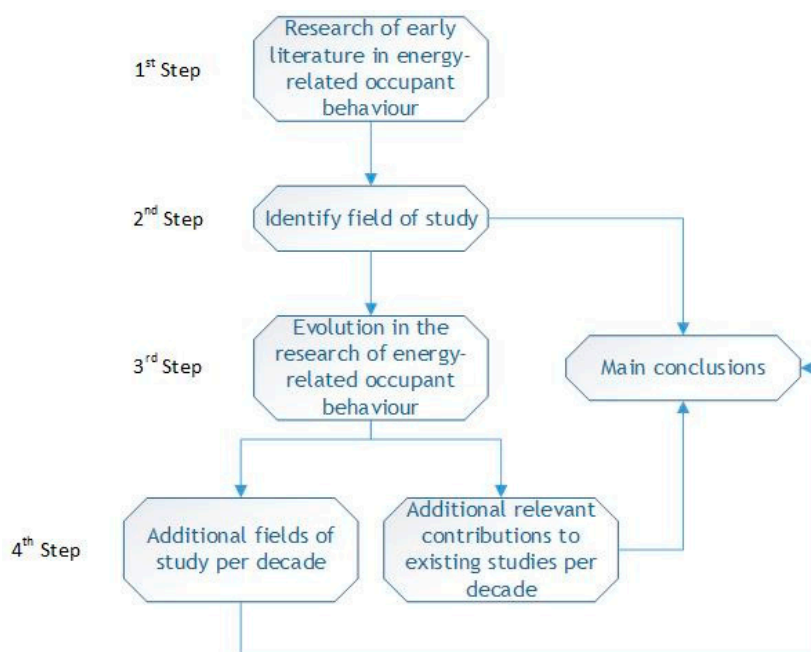 1st Step
Research of early
literature in energy-
related occupant
behaviour
2nd Step
Identify field of study
3rd Step
Evolution in the
research of energy-
related occupant
behaviour
Main conclusions
4th Step
Additional fields of
study per decade
Additional relevant
contributions to
existing studies per
decade